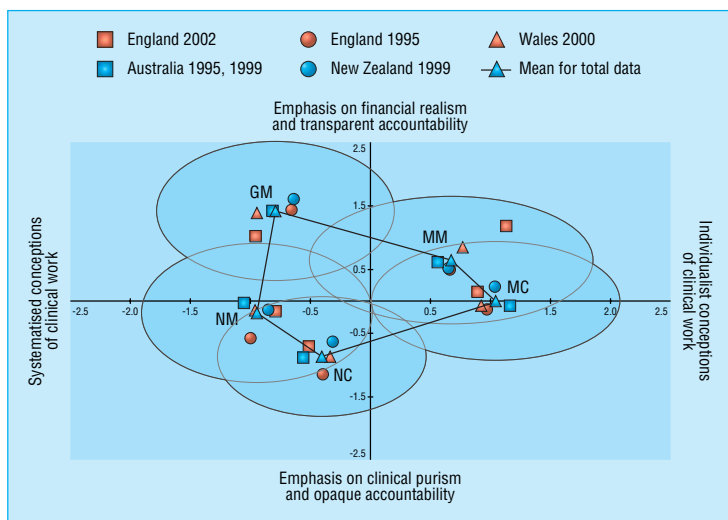 England 2002
England 1995
Wales 2000
Australia 1995, 1999
New Zealand 1999
Mean for total data
Emphasis on financial realism
and transparent accountability
Systematised conceptions
of clinical work
2.5
1.5
0.5
-0.5
-1.5
-2.5
-2.5
-2.0
-1.5
-1.0
-0.5
0.5
1.0
1.5
2.0
2.5
GM
MM
MC
NM
NC
Individualist conceptions
of clinical work
Emphasis on clinical purism
and opaque accountability